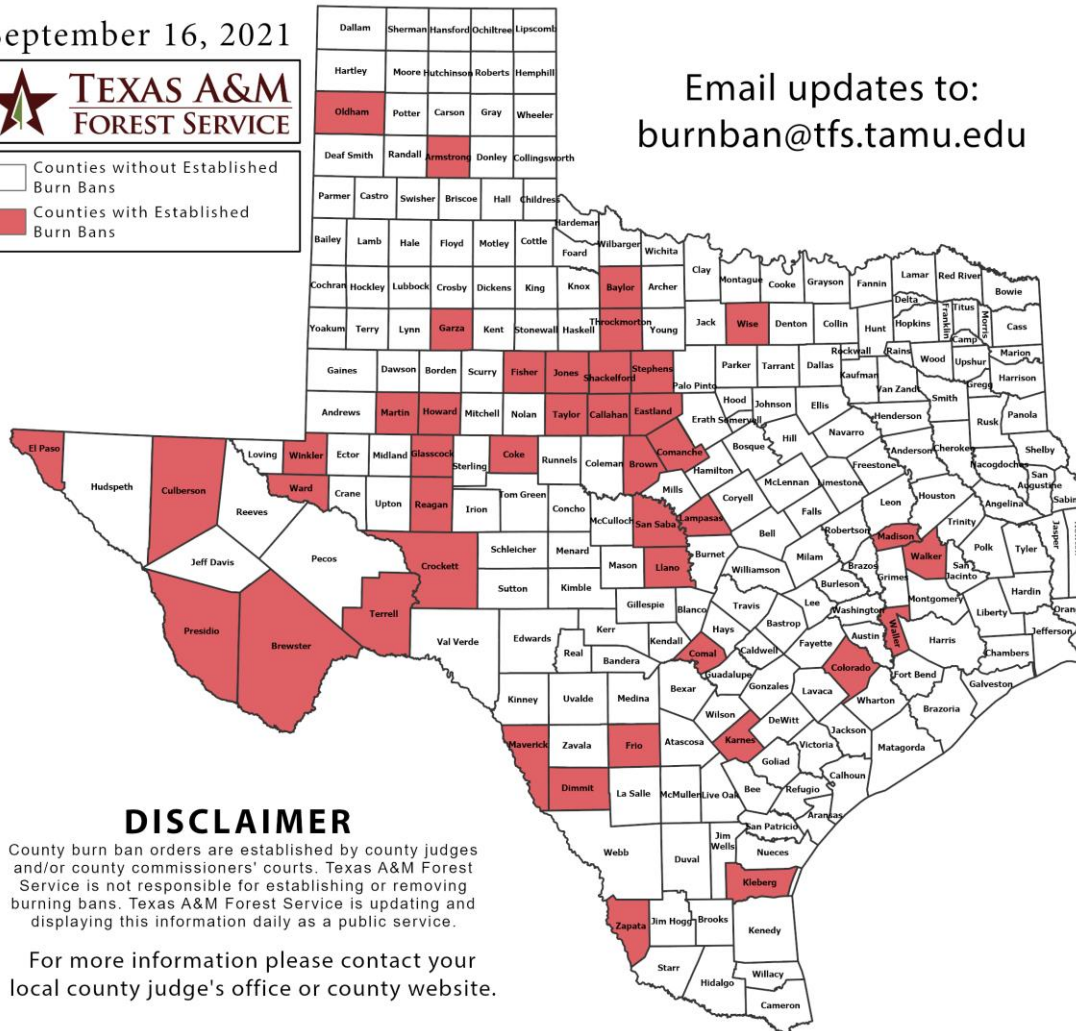 September 16, 2021
TEXAS A&M
FOREST SERVICE
Counties without Established
Burn Bans
Counties with Established
Burn Bans
Email updates to:
burnban@tfs.tamu.edu
Dallam Sherman Hansford Ochiltree Lipscomb
Hartley Moore Hutchinson Roberts Hemphill
Oldham Potter Carson Gray Wheeler
Deaf Smith Randall Armstrong Donley Collingsworth
Parmer Castro Swisher Briscoe Hall Childress
Hardeman
Bailey Lamb Hale Floyd Motley Cottle Foard Wilbarger Wichita
Clay Montague Cooke Grayson Fannin Lamar Red River Bowie
Cochran Hockley Lubbock Crosby Dickens King Knox Baylor Archer
Delta Franklin Titus Morris
Yoakum Terry Lynn Garza Kent Stonewall Haskell Throckmorton Young Jack Wise Denton Collin Hunt Hopkins Camp Cass
Rockwall Rains Wood Upshur Marion
Gaines Dawson Borden Scurry Fisher Jones Shackelford Stephens Palo Pinto Parker Tarrant Dallas Kaufman Van Zandt Smith Gregg Harrison
Andrews Martin Howard Mitchell Nolan Taylor Callahan Eastland Erath Hood Somervell Johnson Ellis Henderson Rusk Panola
El Paso Hudspeth Culberson Reeves Loving Winkler Ector Midland Glasscock Sterling Coke Runnels Coleman Brown Comanche Hamilton Bosque Hill Navarro Freestone Anderson Cherokee Nacogdoches Shelby
San Augustine Sabin
Ward Crane Upton Reagan Irion Tom Green Concho McCulloch San Saba Mills Lampasas Coryell McLennan Limestone Falls Leon Houston Angelina
Jeff Davis Pecos Crockett Schleicher Menard Mason Llano Burnet Bell Milam Robertson Madison Walker Trinity Polk Tyler Jasper
Presidio Brewster Terrell Sutton Kimble Gillespie Blanco Williamson Travis Lee Burleson Brazos Grimes San Jacinto Montgomery Liberty Hardin Orang
Val Verde Edwards Real Kerr Bandera Kendall Comal Hays Caldwell Bastrop Fayette Washington Austin Waller Harris Chambers Jefferson
Kinney Uvalde Medina Bexar Guadalupe Gonzales Lavaca Colorado Wharton Fort Bend Brazoria Galveston
Maverick Zavala Frio Atascosa Wilson Karnes DeWitt Victoria Jackson Matagorda
Dimmit La Salle McMullen Live Oak Bee Goliad Refugio Calhoun Aransas
Webb Duval Jim Wells San Patricio Nueces
Kleberg
Zapata Jim Hogg Brooks Kenedy
Starr Hidalgo Willacy
Cameron
DISCLAIMER
County burn ban orders are established by county judges
and/or county commissioners' courts. Texas A&M Forest
Service is not responsible for establishing or removing
burning bans. Texas A&M Forest Service is updating and
displaying this information daily as a public service.
For more information please contact your
local county judge's office or county website.